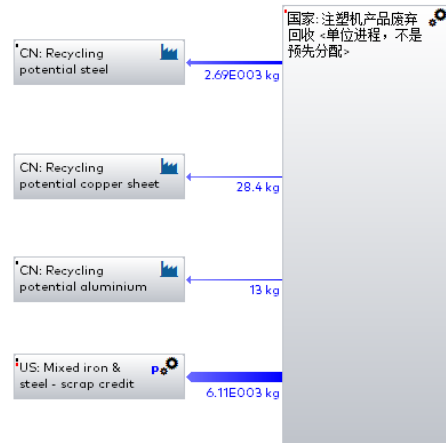 国家: 注塑机产品废弃
回收 <单位进程，不是
预先分配>
CN: Recycling
potential steel
2.69E003 kg
CN: Recycling
potential copper sheet
28.4 kg
CN: Recycling
potential aluminium
13 kg
US: Mixed iron &
steel - scrap credit
p
6.11E003 kg